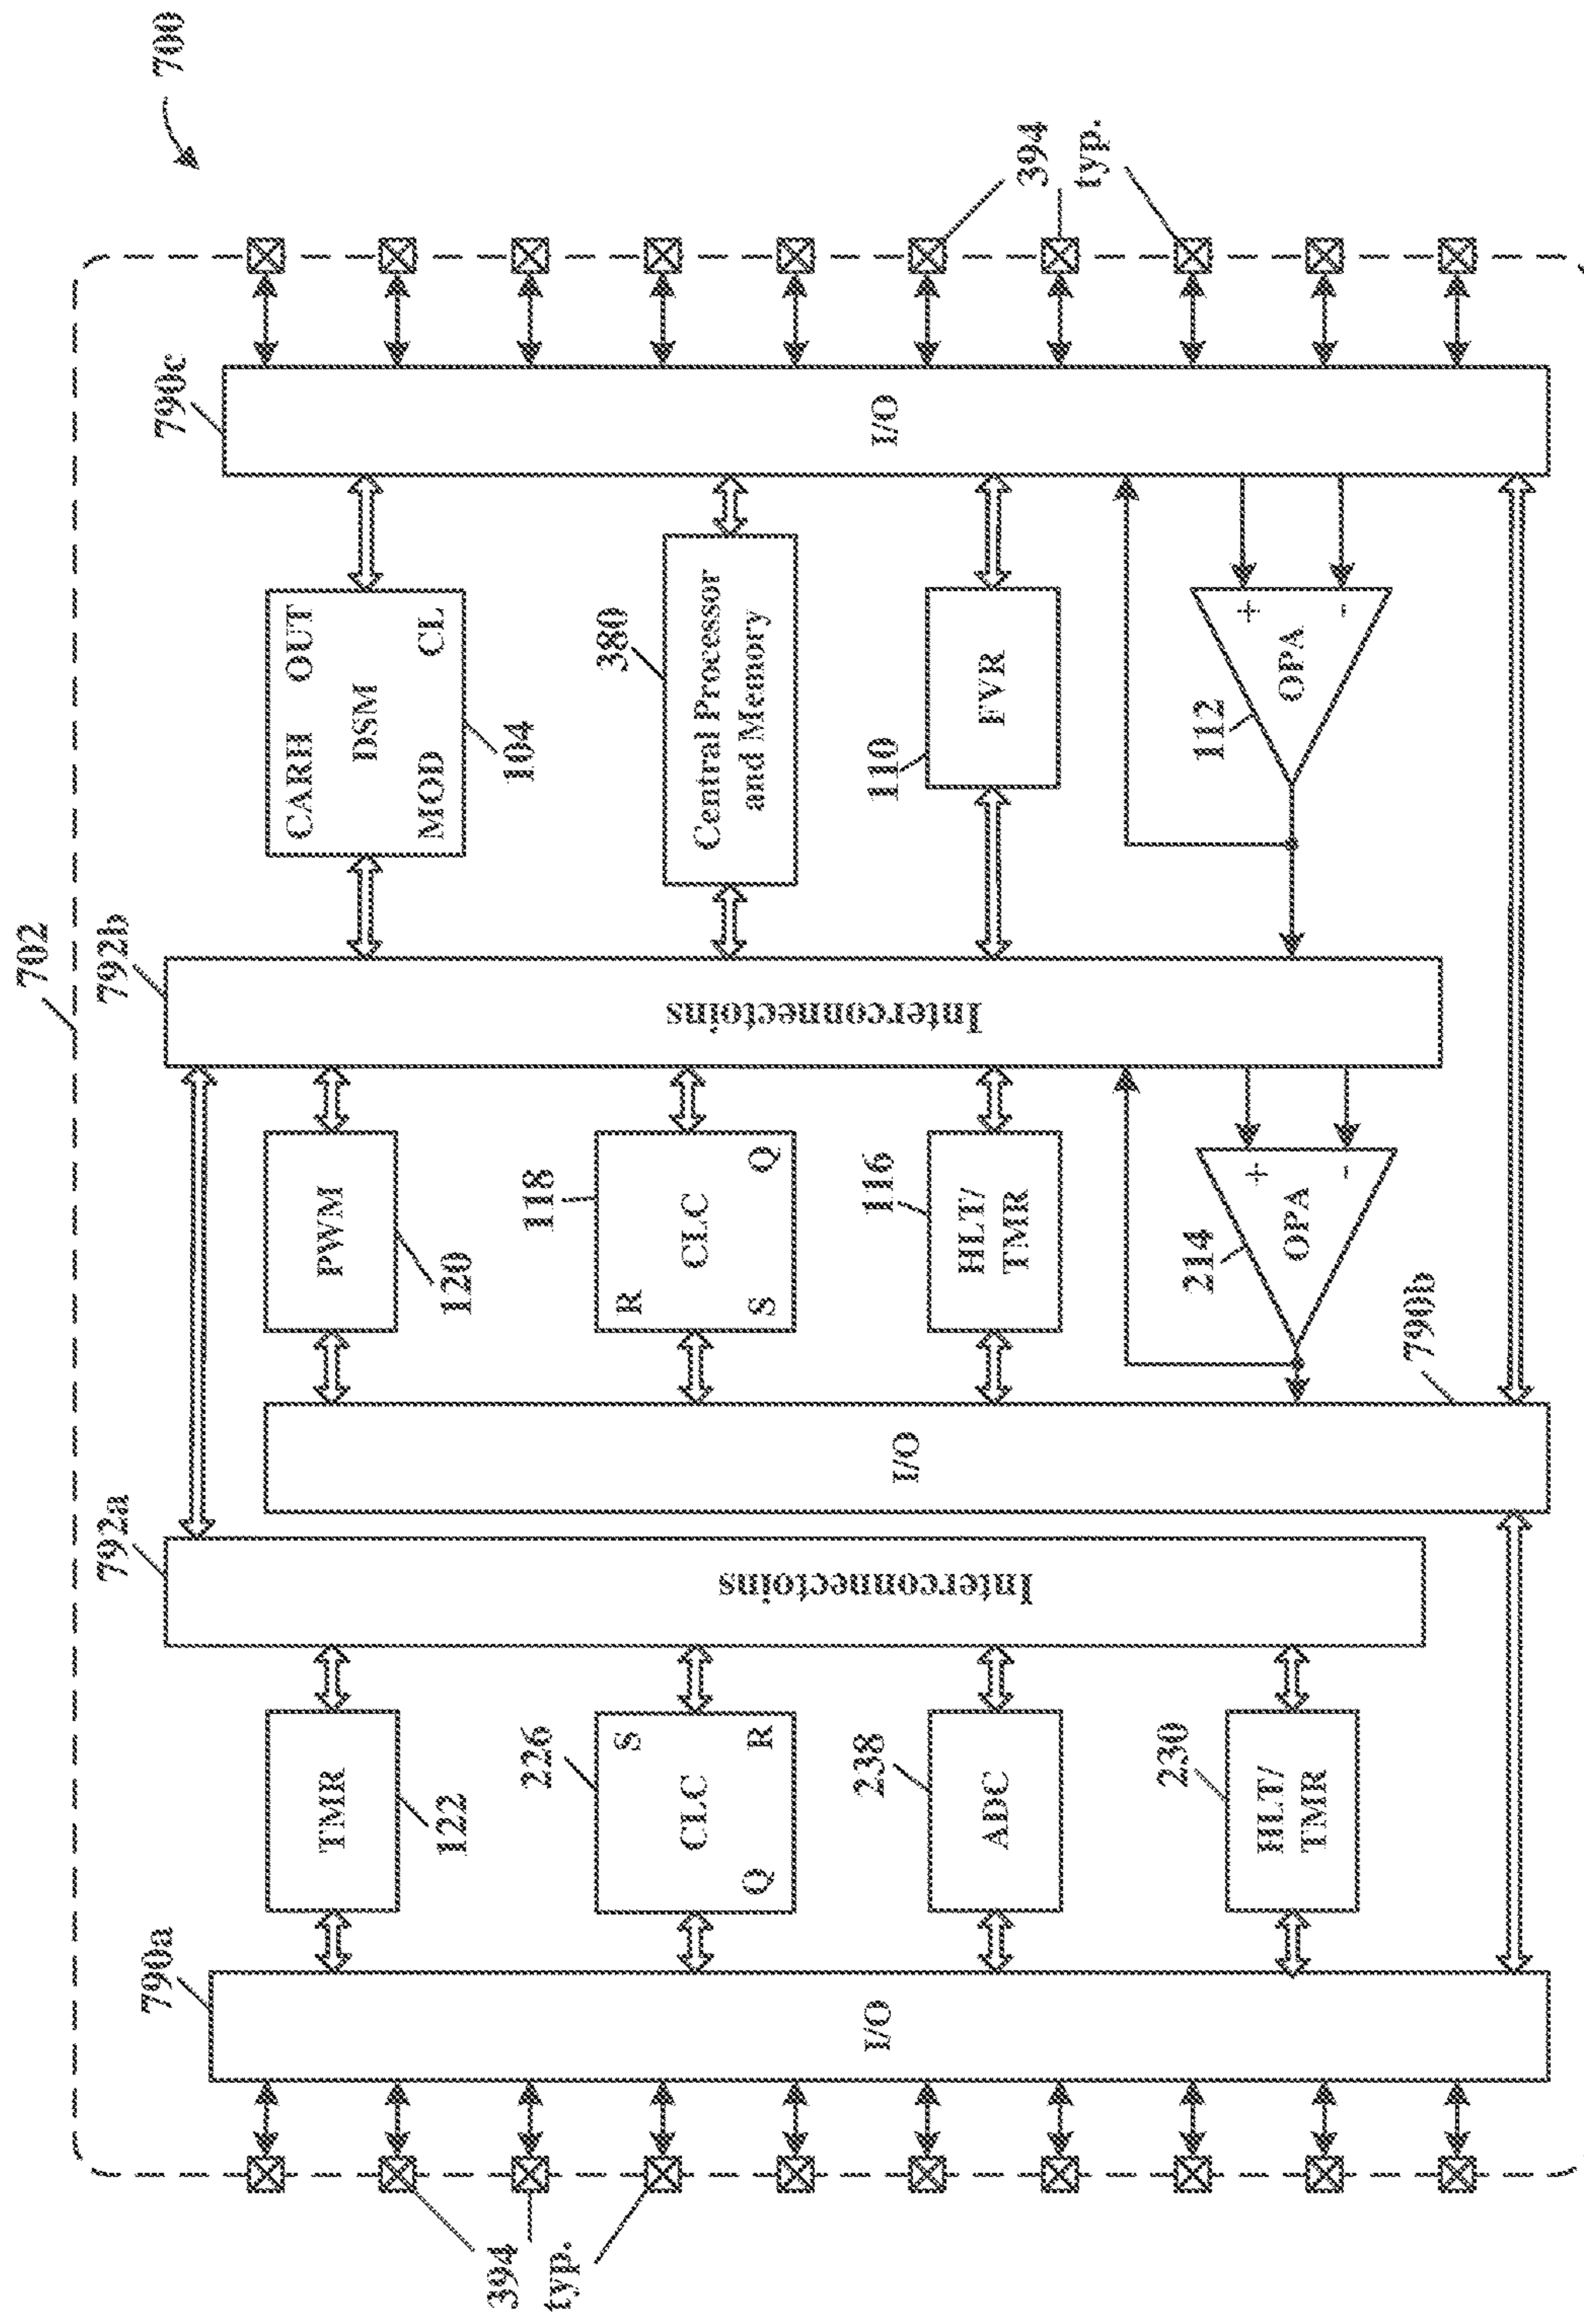 700
702
790a
I/O
394
typ.
TMR
122
CLC
S
R
Q
226
ADC
238
HLT/
TMR
230
792a
Interconnectoins
790b
I/O
PWM
120
CLC
R
S
Q
118
HLT/
TMR
116
+
-
OPA
214
792b
Interconnectoins
CARH OUT
DSM
MOD CL
104
Central Processor
and Memory
380
FVR
110
+
-
OPA
112
790c
I/O
394
typ.